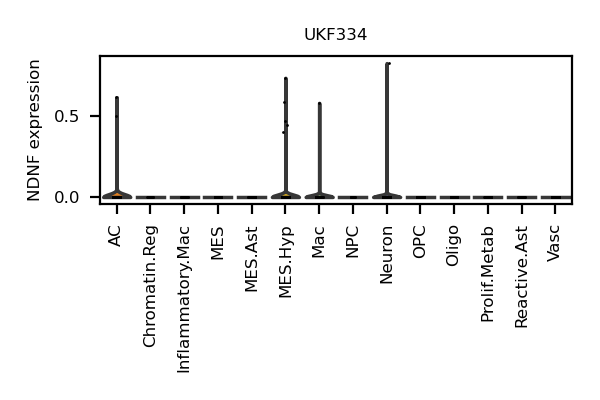 UKF334
NDNF expression
0.5
0.0
AC
Chromatin.Reg
Inflammatory.Mac
MES
MES.Ast
MES.Hyp
Mac
NPC
Neuron
OPC
Oligo
Prolif.Metab
Reactive.Ast
Vasc